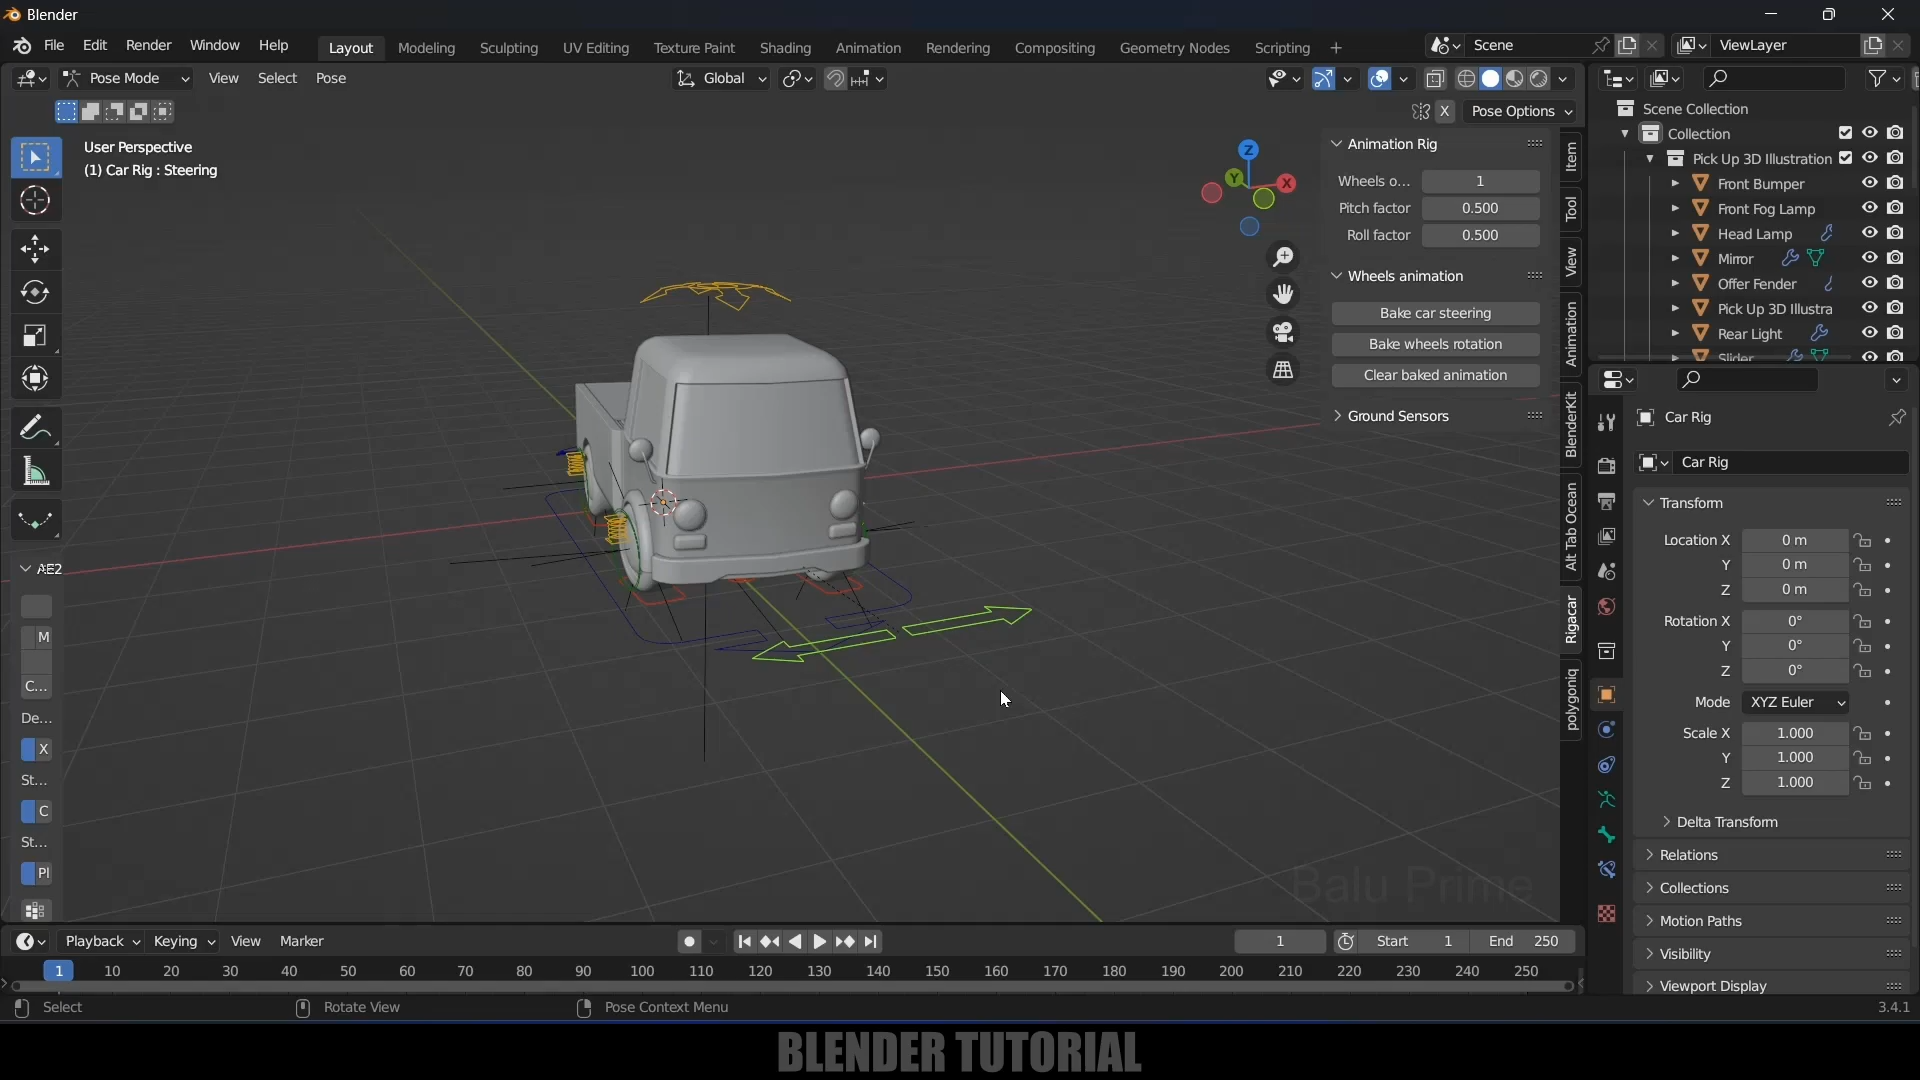 Blender
File Edit Render Window Help
Layout Modeling Sculpting UV Editing Texture Paint Shading Animation Rendering Compositing Geometry Nodes Scripting +
Scene
ViewLayer
Pose Mode View Select Pose
Global
X Pose Options
User Perspective
(1) Car Rig : Steering
Z
Y
X
Animation Rig
Wheels o... 1
Pitch factor 0.500
Roll factor 0.500
Wheels animation
Bake car steering
Bake wheels rotation
Clear baked animation
Ground Sensors
Item
Tool
View
Animation
BlenderKit
Alt Tab Ocean
Rigacar
polygoniq
AE2
M
C...
De...
X
St...
C
St...
Pl
Scene Collection
Collection
Pick Up 3D Illustration
Front Bumper
Front Fog Lamp
Head Lamp
Mirror
Offer Fender
Pick Up 3D Illustra
Rear Light
Slider
Car Rig
Car Rig
Transform
Location X 0 m
Y 0 m
Z 0 m
Rotation X 0°
Y 0°
Z 0°
Mode XYZ Euler
Scale X 1.000
Y 1.000
Z 1.000
Delta Transform
Relations
Collections
Motion Paths
Visibility
Viewport Display
Balu Prime
Playback Keying View Marker
1 Start 1 End 250
1 10 20 30 40 50 60 70 80 90 100 110 120 130 140 150 160 170 180 190 200 210 220 230 240 250
Select Rotate View Pose Context Menu 3.4.1
BLENDER TUTORIAL